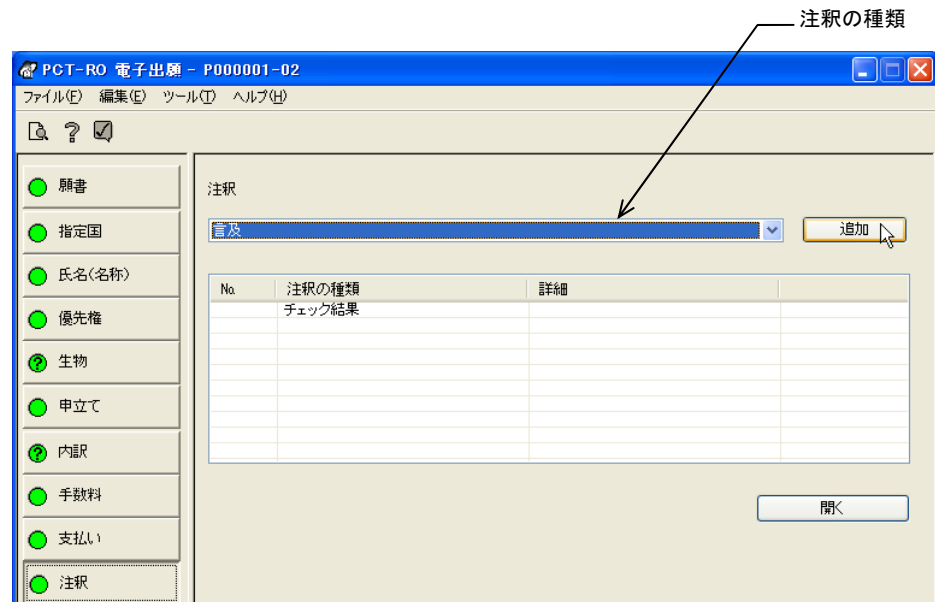 注釈の種類
PCT-RO 電子出願 - P000001-02
ファイル(F) 編集(E) ツール(T) ヘルプ(H)
願書
指定国
氏名(名称)
優先権
生物
申立て
内訳
手数料
支払い
注釈
注釈
言及
追加
No. 注釈の種類 詳細
チェック結果
開く